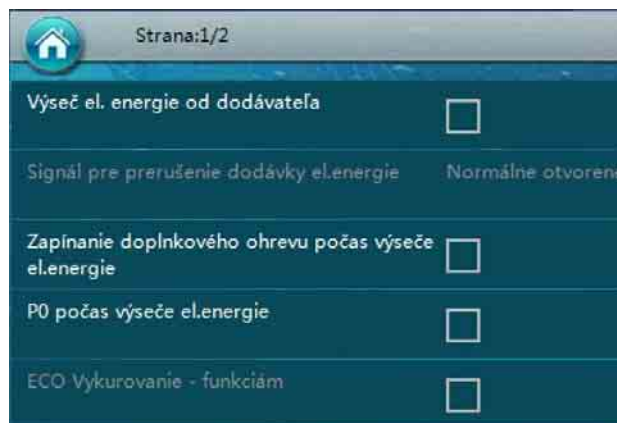 Strana:1/2
Výseč el. energie od dodávateľa
Signál pre prerušenie dodávky el.energie Normálne otvorené
Zapínanie doplnkového ohrevu počas výseče
el.energie
P0 počas výseče el.energie
ECO Vykurovanie - funkciám